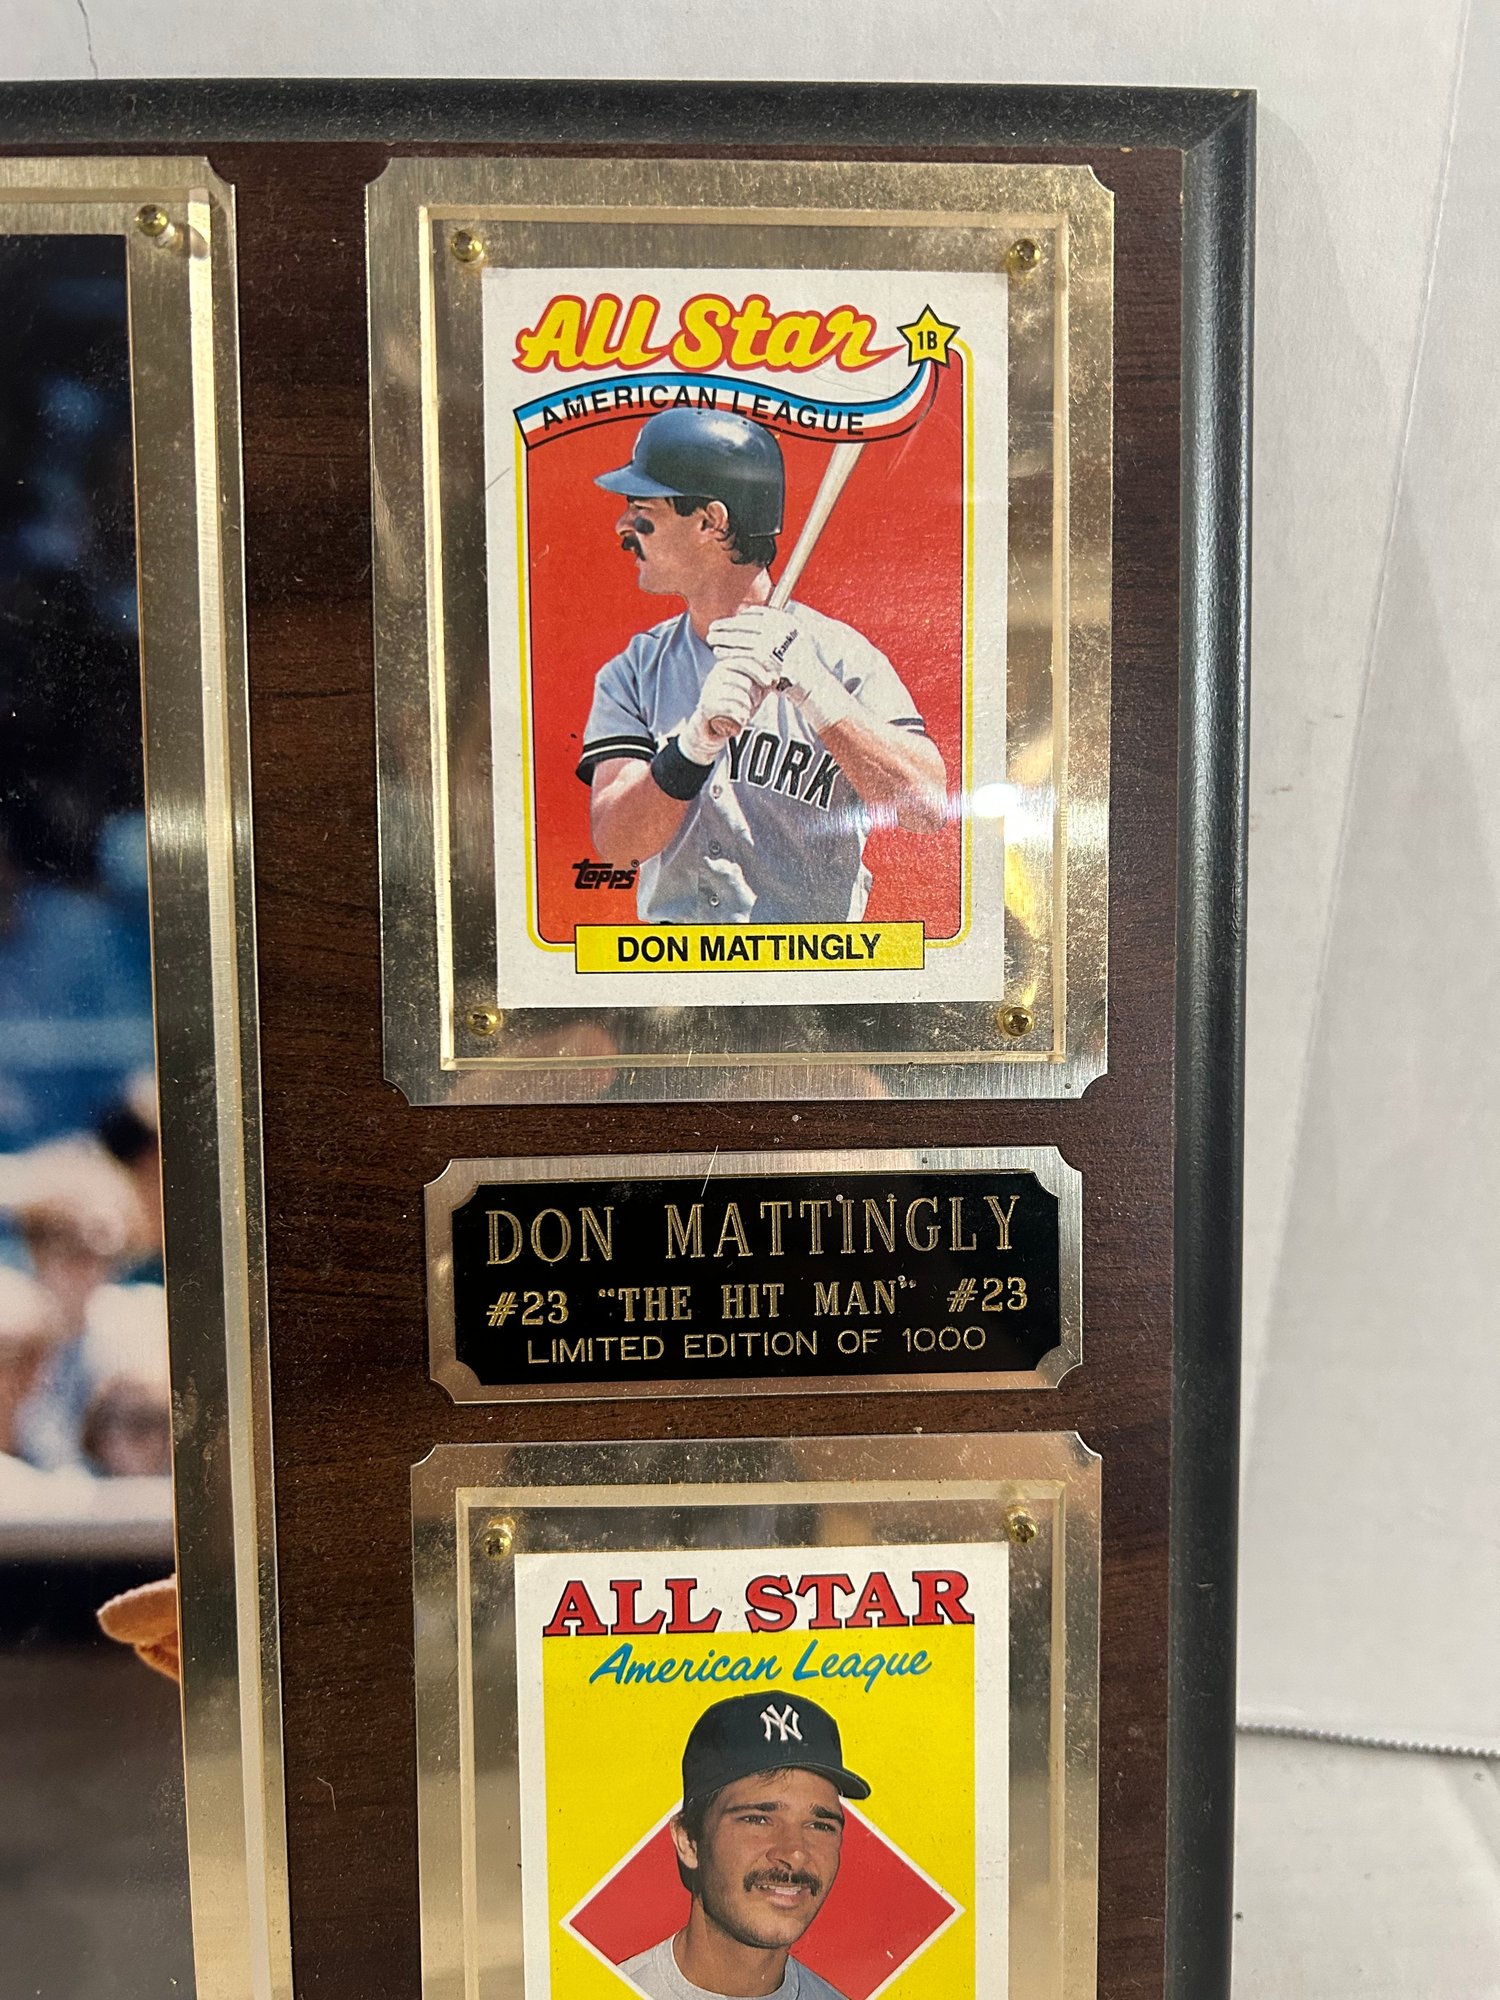 All Star
1B
AMERICAN LEAGUE
Franklin
YORK
topps®
DON MATTINGLY
DON MATTINGLY
#23 "THE HIT MAN" #23
LIMITED EDITION OF 1000
ALL STAR
American League
NY